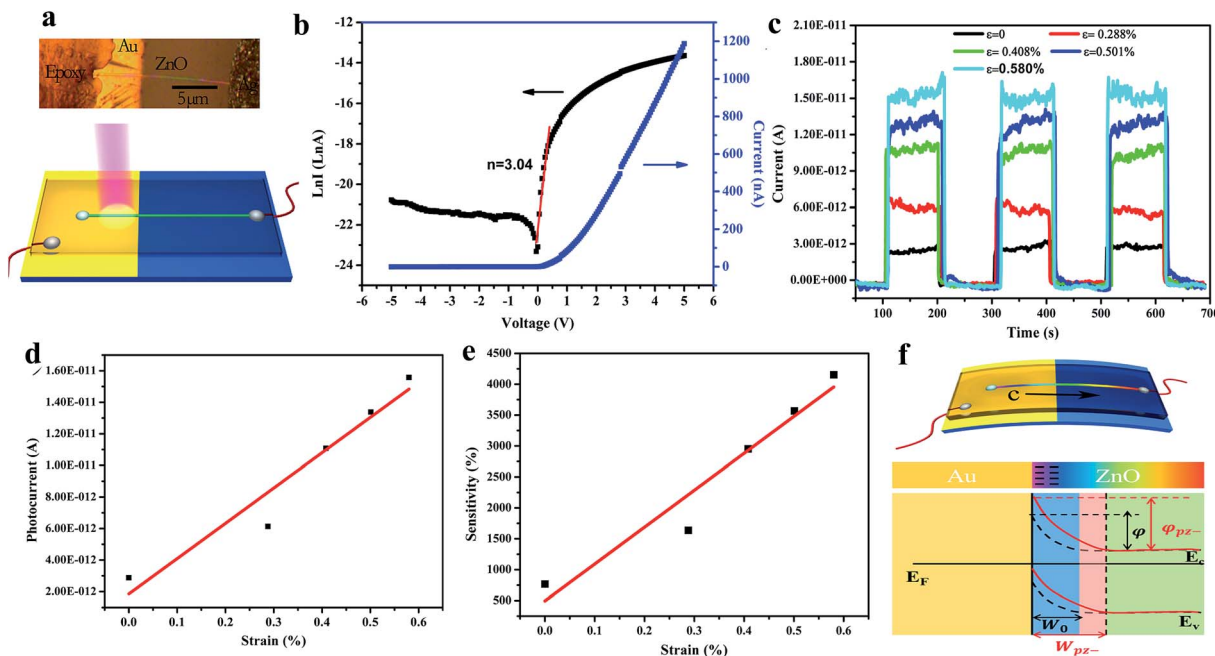 a
Au
Epoxy
ZnO
5μm
b
-12
-14
-16
-18
-20
-22
-24
LnI (LnA)
n=3.04
1200
1000
800
600
400
200
0
Current (nA)
-6 -5 -4 -3 -2 -1 0 1 2 3 4 5 6
Voltage (V)
c
2.10E-011
1.80E-011
1.50E-011
1.20E-011
9.00E-012
6.00E-012
3.00E-012
0.00E+000
Current (A)
ε=0 ε= 0.288%
ε=0.408% ε=0.501%
ε=0.580%
100 200 300 400 500 600 700
Time (s)
d
1.60E-011
1.40E-011
1.20E-011
1.00E-011
8.00E-012
6.00E-012
4.00E-012
2.00E-012
Photocurrent (A)
0.0 0.1 0.2 0.3 0.4 0.5 0.6
Strain (%)
e
4500
4000
3500
3000
2500
2000
1500
1000
500
Sensitivity (%)
0.0 0.1 0.2 0.3 0.4 0.5 0.6
Strain (%)
f
C
Au ZnO
φ φpz−
Ec
EF
W0 Ev
Wpz−